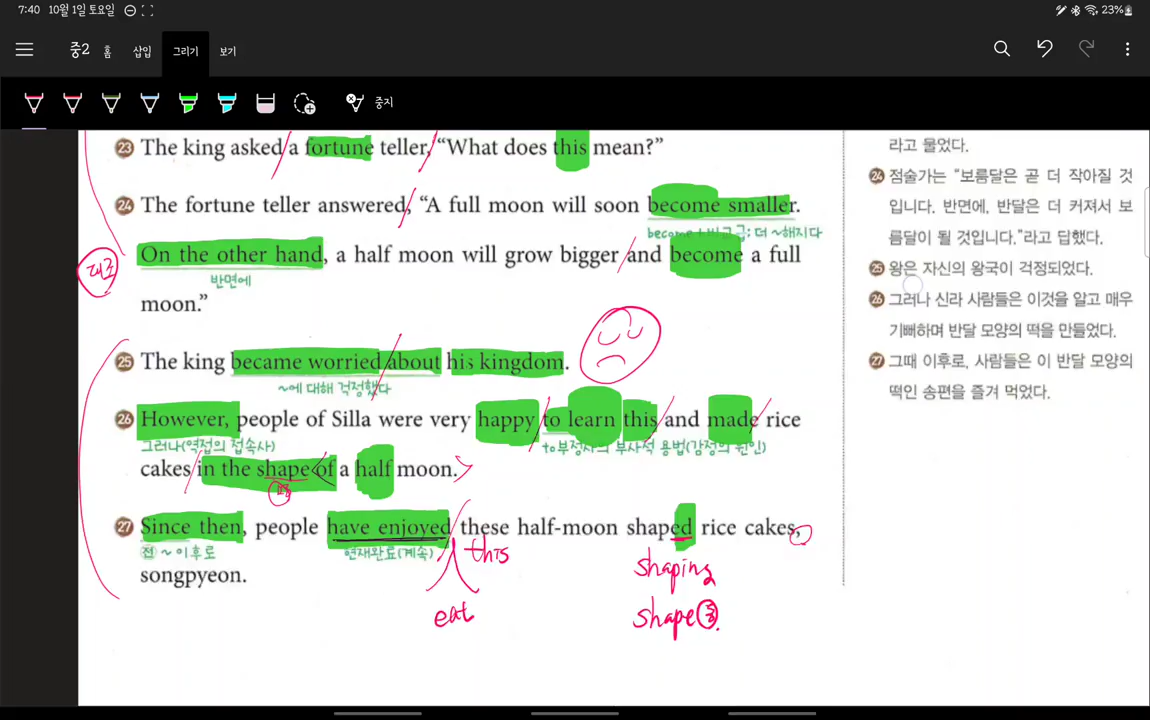 7:40 10월 1일 토요일 23%
중2 홈 삽입 그리기 보기
중지
23 The king asked a fortune teller, “What does this mean?”
24 The fortune teller answered, “A full moon will soon become smaller.
become+비교급: 더 ~해지다
On the other hand, a half moon will grow bigger and become a full
반면에
대조
moon.”
25 The king became worried about his kingdom.
~에 대해 걱정했다
26 However, people of Silla were very happy to learn this and made rice
그러나(역접의 접속사)
to부정사의 부사적 용법(감정의 원인)
cakes in the shape of a half moon.
27 Since then, people have enjoyed these half-moon shaped rice cakes,
전 ~이후로
현재완료(계속)
this
songpyeon.
eat
shaping
shape
라고 물었다.
24 점술가는 “보름달은 곧 더 작아질 것
입니다. 반면에, 반달은 더 커져서 보
름달이 될 것입니다.”라고 답했다.
25 왕은 자신의 왕국이 걱정되었다.
26 그러나 신라 사람들은 이것을 알고 매우
기뻐하며 반달 모양의 떡을 만들었다.
27 그때 이후로, 사람들은 이 반달 모양의
떡인 송편을 즐겨 먹었다.